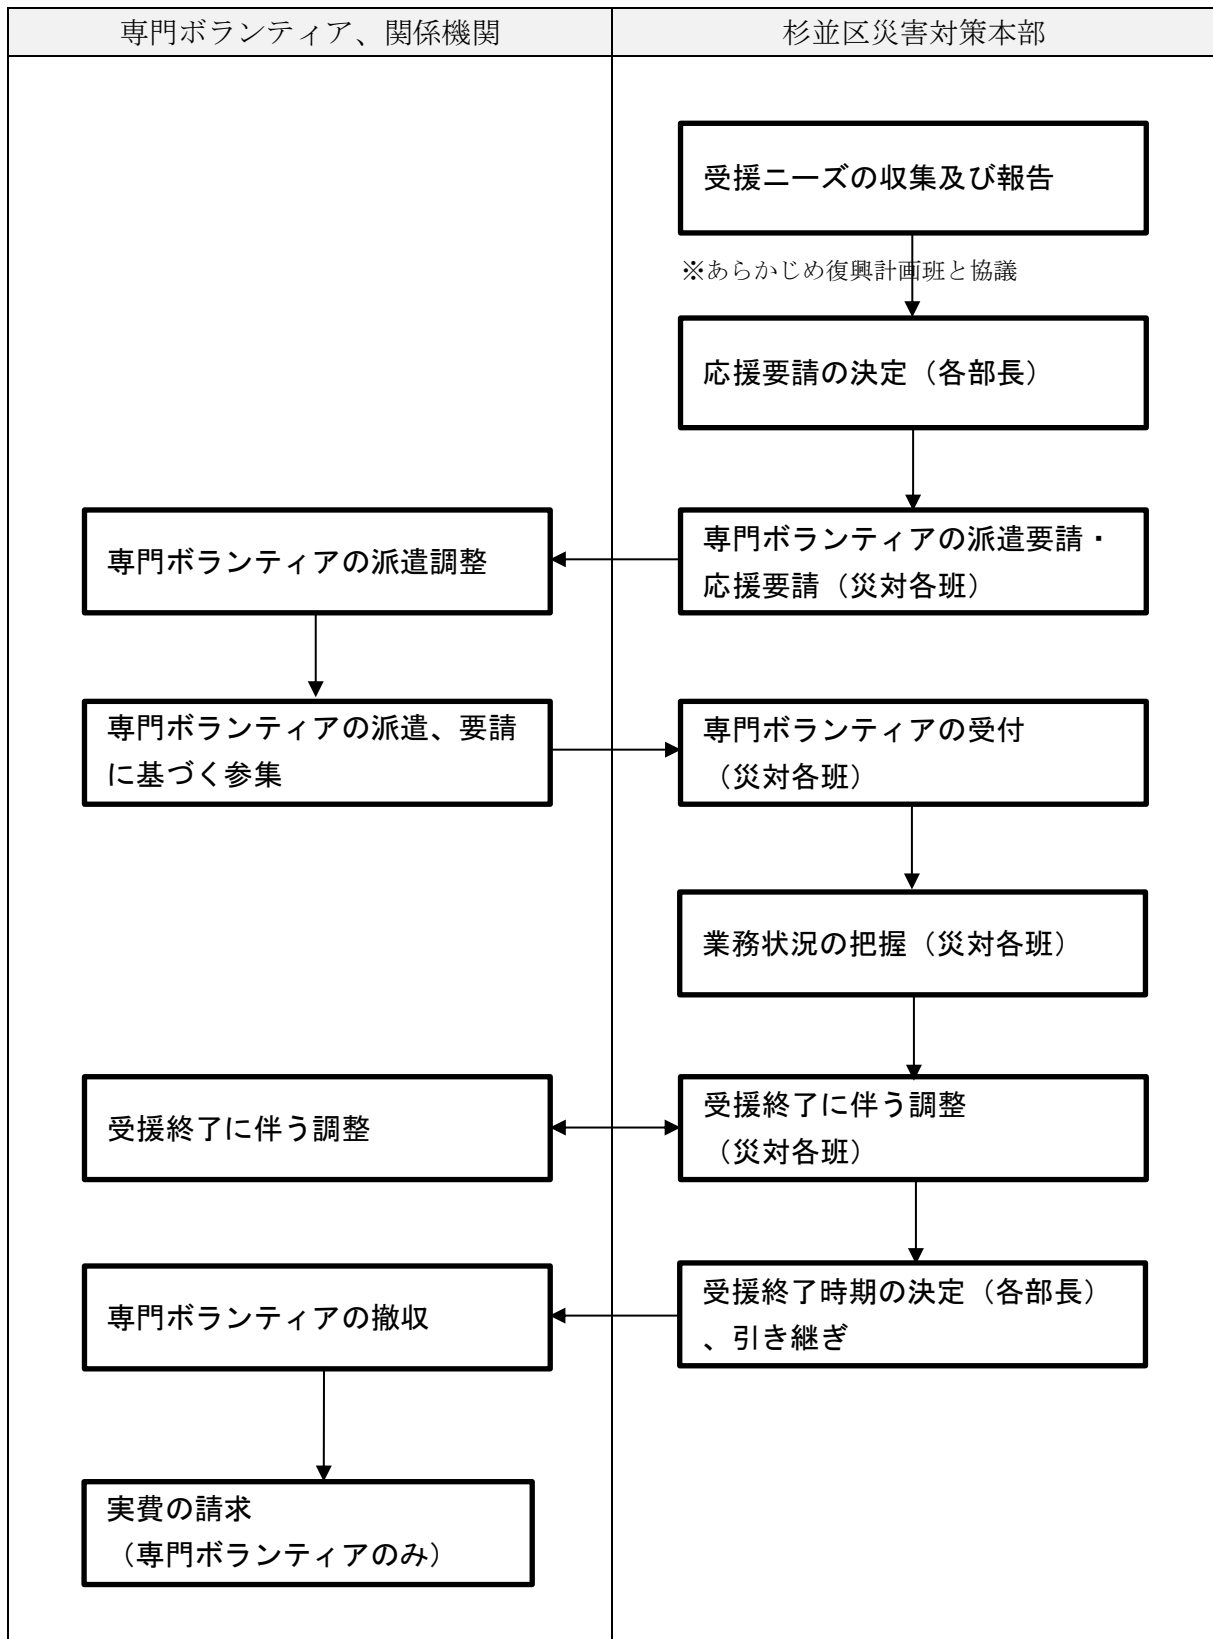 専門ボランティア、関係機関
杉並区災害対策本部
受援ニーズの収集及び報告
※あらかじめ復興計画班と協議
応援要請の決定（各部長）
専門ボランティアの派遣要請・
応援要請（災対各班）
専門ボランティアの派遣調整
専門ボランティアの派遣、要請
に基づく参集
専門ボランティアの受付
（災対各班）
業務状況の把握（災対各班）
受援終了に伴う調整
受援終了に伴う調整
（災対各班）
受援終了時期の決定（各部長）
、引き継ぎ
専門ボランティアの撤収
実費の請求
（専門ボランティアのみ）